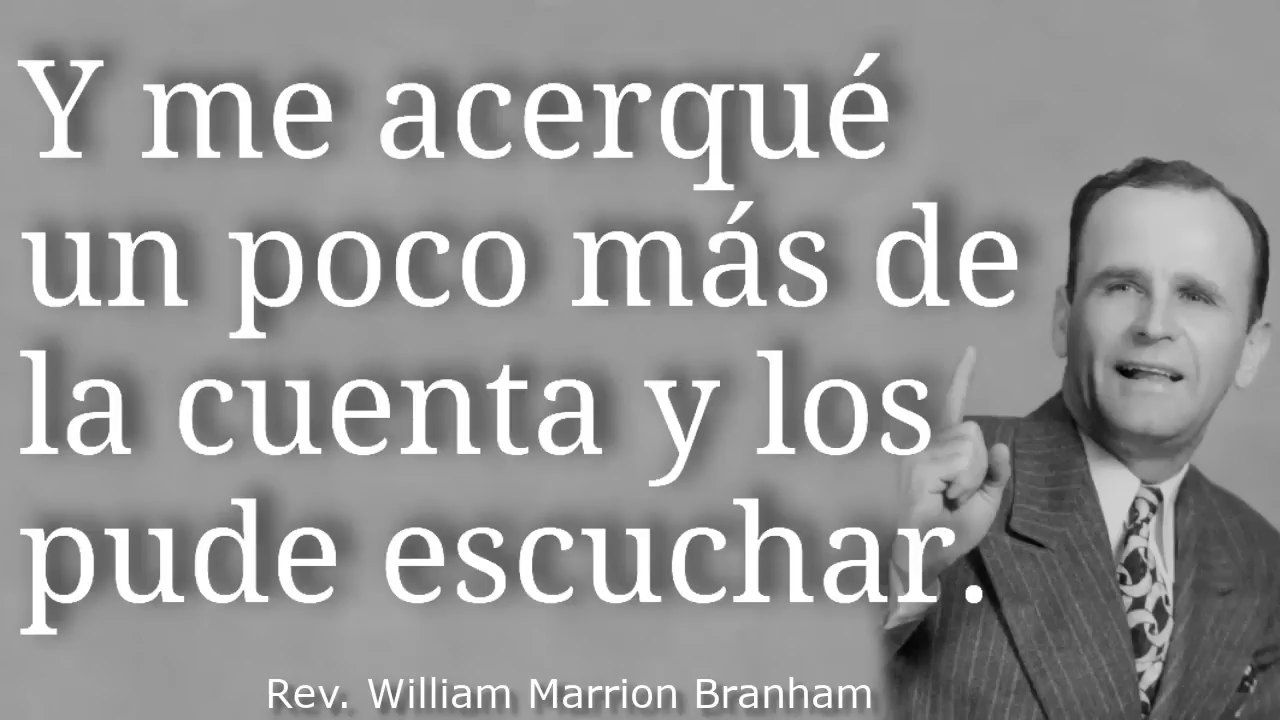 Y me acerqué
un poco más de
la cuenta y los
pude escuchar.
Rev. William Marrion Branham